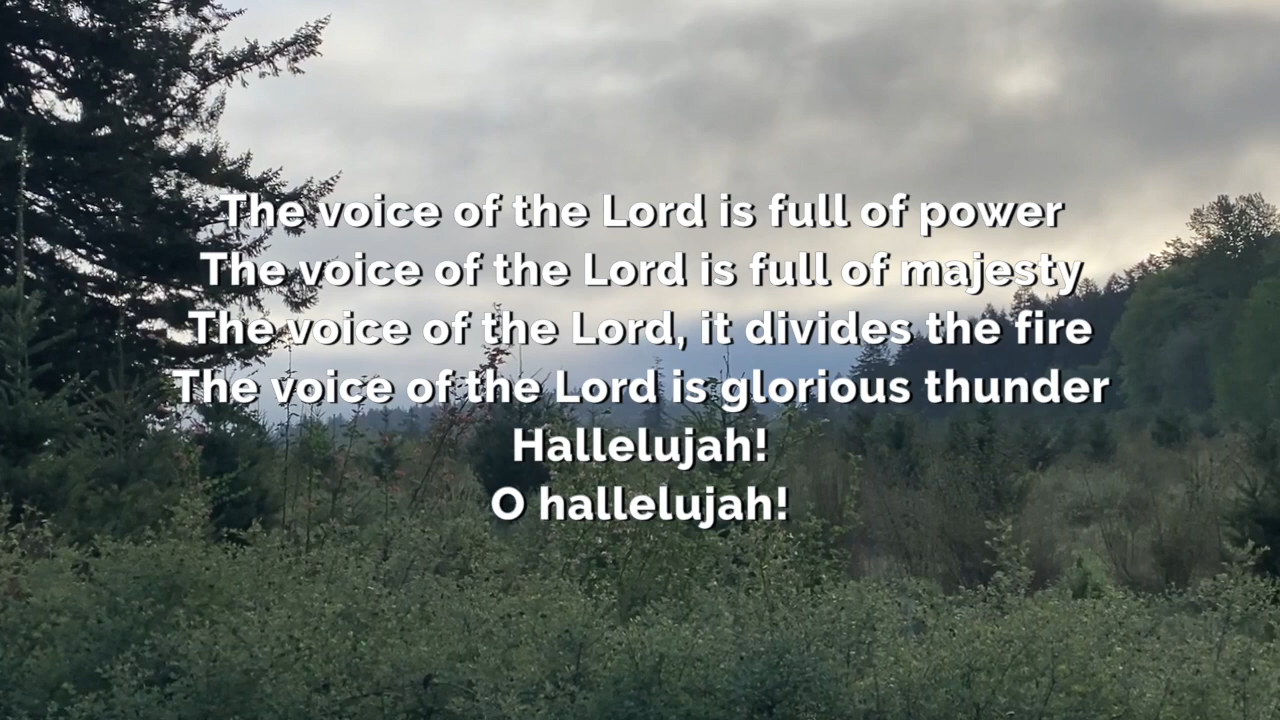 The voice of the Lord is full of power
The voice of the Lord is full of majesty
The voice of the Lord, it divides the fire
The voice of the Lord is glorious thunder
Hallelujah!
O hallelujah!